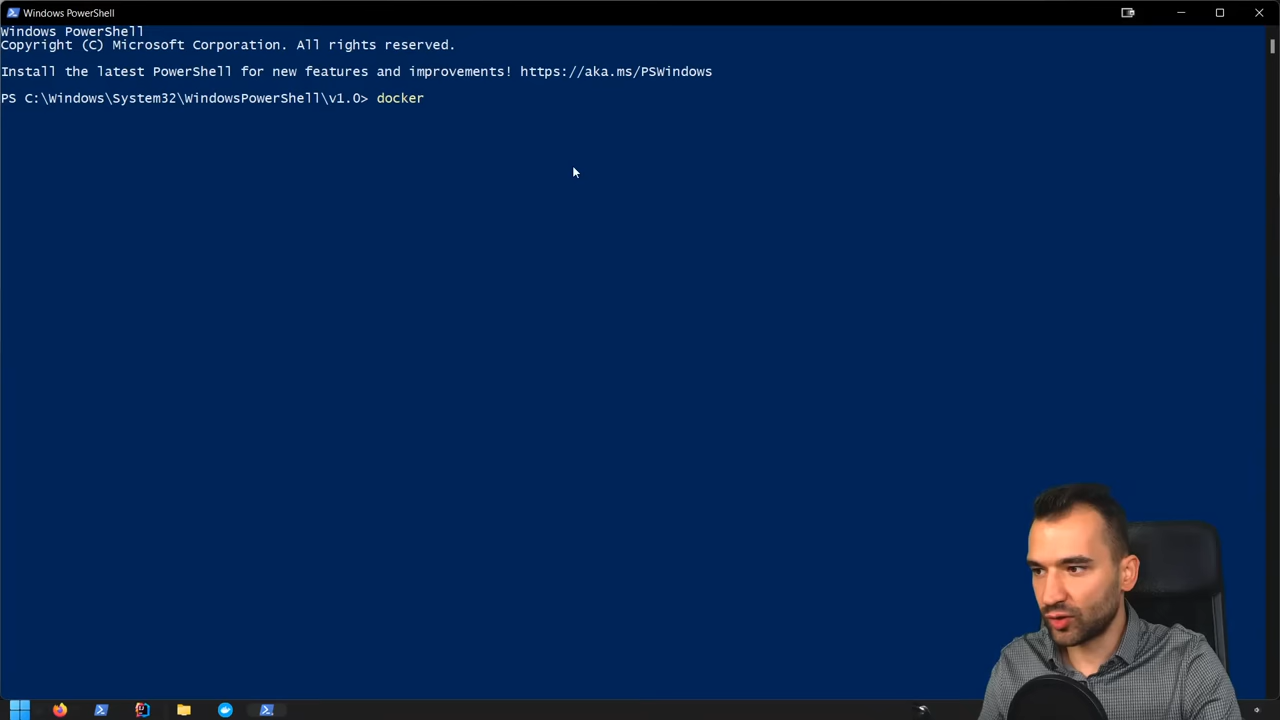 Windows PowerShell
Windows PowerShell
Copyright (C) Microsoft Corporation. All rights reserved.
Install the latest PowerShell for new features and improvements! https://aka.ms/PSWindows
PS C:\Windows\System32\WindowsPowerShell\v1.0> docker